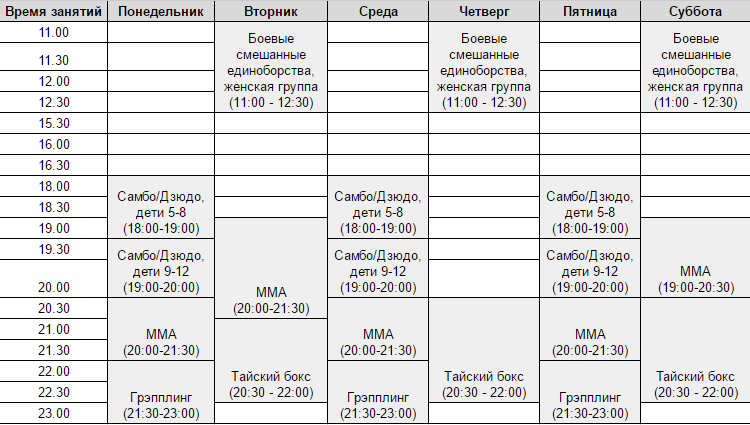 Время занятий Понедельник Вторник Среда Четверг Пятница Суббота
11.00
11.30
12.00
12.30
Боевые
смешанные
единоборства,
женская группа
(11:00 - 12:30)
Боевые
смешанные
единоборства,
женская группа
(11:00 - 12:30)
Боевые
смешанные
единоборства,
женская группа
(11:00 - 12:30)
15.30
16.00
16.30
18.00
18.30
19.00
Самбо/Дзюдо,
дети 5-8
(18:00-19:00)
Самбо/Дзюдо,
дети 5-8
(18:00-19:00)
Самбо/Дзюдо,
дети 5-8
(18:00-19:00)
19.30
20.00
Самбо/Дзюдо,
дети 9-12
(19:00-20:00)
ММА
(20:00-21:30)
Самбо/Дзюдо,
дети 9-12
(19:00-20:00)
Самбо/Дзюдо,
дети 9-12
(19:00-20:00)
ММА
(19:00-20:30)
20.30
21.00
21.30
ММА
(20:00-21:30)
ММА
(20:00-21:30)
ММА
(20:00-21:30)
22.00
22.30
23.00
Грэпплинг
(21:30-23:00)
Тайский бокс
(20:30 - 22:00)
Грэпплинг
(21:30-23:00)
Тайский бокс
(20:30 - 22:00)
Грэпплинг
(21:30-23:00)
Тайский бокс
(20:30 - 22:00)